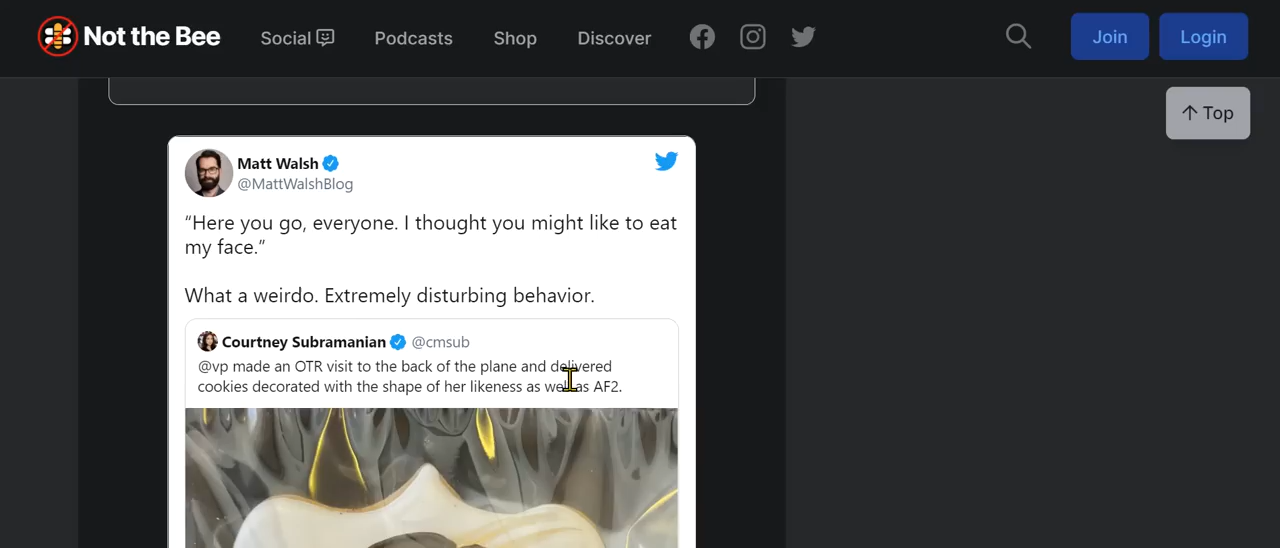 Not the Bee Social Podcasts Shop Discover Join Login
↑ Top
Matt Walsh
@MattWalshBlog
“Here you go, everyone. I thought you might like to eat
my face.”
What a weirdo. Extremely disturbing behavior.
Courtney Subramanian @cmsub
@vp made an OTR visit to the back of the plane and delivered
cookies decorated with the shape of her likeness as well as AF2.